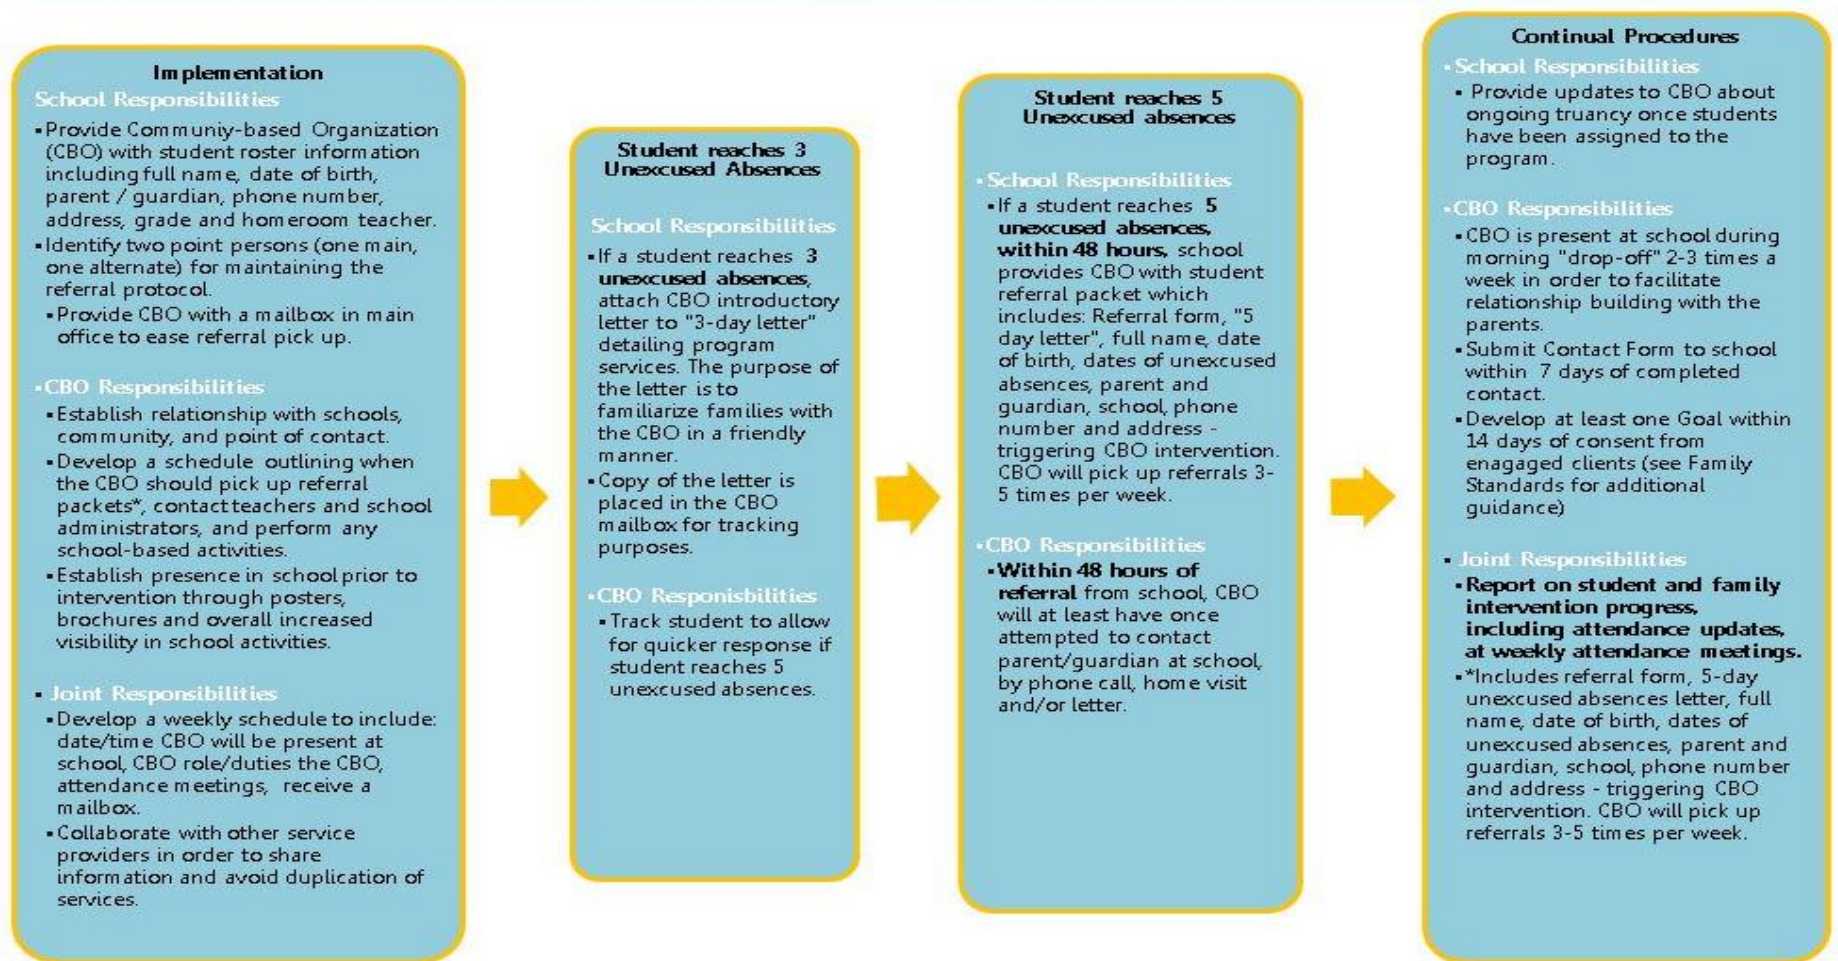 Implementation
School Responsibilities
▪Provide Communiy-based Organization
(CBO) with student roster information
including full name, date of birth,
parent / guardian, phone number,
address, grade and homeroom teacher.
▪Identify two point persons (one main,
one alternate) for maintaining the
referral protocol.
▪Provide CBO with a mailbox in main
office to ease referral pick up.
▪CBO Responsibilities
▪Establish relationship with schools,
community, and point of contact.
▪Develop a schedule outlining when
the CBO should pick up referral
packets*, contact teachers and school
administrators, and perform any
school-based activities.
▪Establish presence in school prior to
intervention through posters,
brochures and overall increased
visibility in school activities.
▪ Joint Responsibilities
▪Develop a weekly schedule to include:
date/time CBO will be present at
school, CBO role/duties the CBO,
attendance meetings, receive a
mailbox.
▪Collaborate with other service
providers in order to share
information and avoid duplication of
services.
Student reaches 3
Unexcused Absences
School Responsibilities
▪If a student reaches 3
unexcused absences,
attach CBO introductory
letter to "3-day letter"
detailing program
services. The purpose of
the letter is to
familiarize families with
the CBO in a friendly
manner.
▪Copy of the letter is
placed in the CBO
mailbox for tracking
purposes.
▪CBO Responisbilities
▪Track student to allow
for quicker response if
student reaches 5
unexcused absences.
Student reaches 5
Unexcused absences
▪School Responsibilities
▪If a student reaches 5
unexcused absences,
within 48 hours, school
provides CBO with student
referral packet which
includes: Referral form, "5
day letter", full name, date
of birth, dates of unexcused
absences, parent and
guardian, school, phone
number and address -
triggering CBO intervention.
CBO will pick up referrals 3-
5 times per week.
▪CBO Responsibilities
▪Within 48 hours of
referral from school, CBO
will at least have once
attempted to contact
parent/guardian at school,
by phone call, home visit
and/or letter.
Continual Procedures
▪School Responsibilities
▪ Provide updates to CBO about
ongoing truancy once students
have been assigned to the
program.
▪CBO Responsibilities
▪CBO is present at school during
morning "drop-off" 2-3 times a
week in order to facilitate
relationship building with the
parents.
▪Submit Contact Form to school
within 7 days of completed
contact.
▪Develop at least one Goal within
14 days of consent from
enagaged clients (see Family
Standards for additional
guidance)
▪ Joint Responsibilities
▪Report on student and family
intervention progress,
including attendance updates,
at weekly attendance meetings.
▪*Includes referral form, 5-day
unexcused absences letter, full
name, date of birth, dates of
unexcused absences, parent and
guardian, school, phone number
and address - triggering CBO
intervention. CBO will pick up
referrals 3-5 times per week.